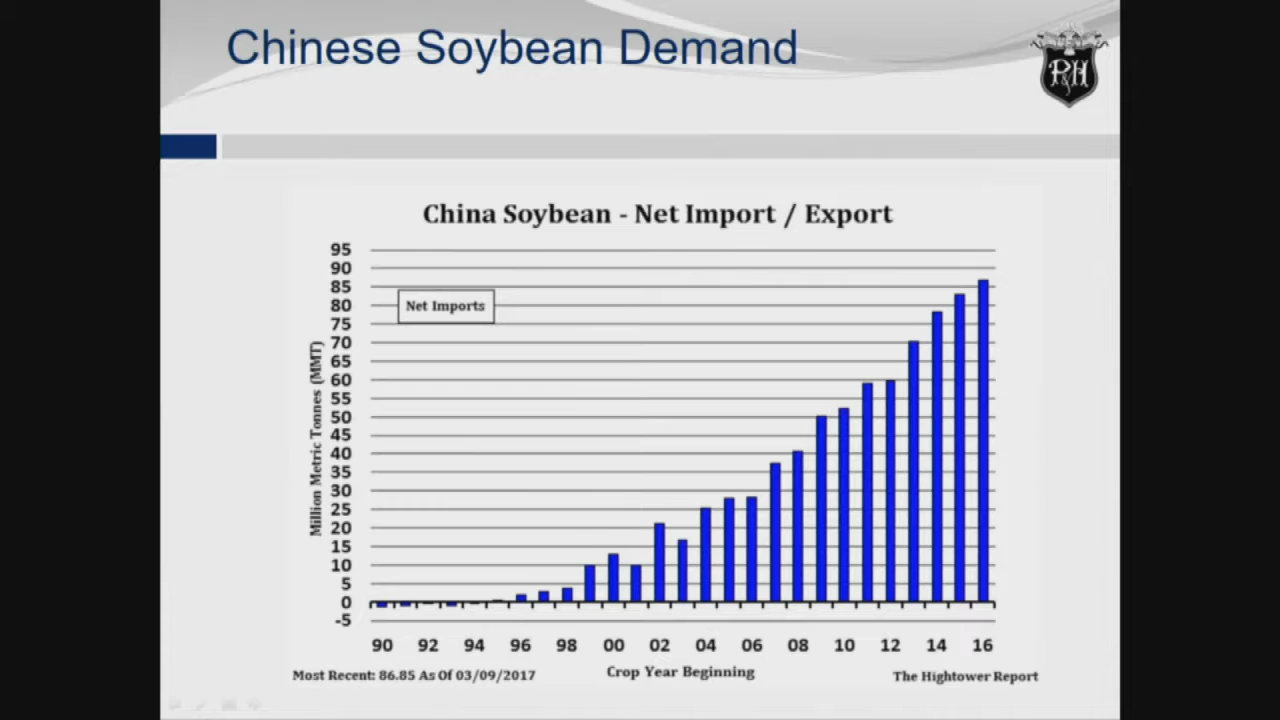 Chinese Soybean Demand
P&H
China Soybean - Net Import / Export
95
90
85
80
75
70
65
60
55
50
45
40
35
30
25
20
15
10
5
0
-5
Net Imports
Million Metric Tonnes (MMT)
90 92 94 96 98 00 02 04 06 08 10 12 14 16
Most Recent: 86.85 As Of 03/09/2017
Crop Year Beginning
The Hightower Report